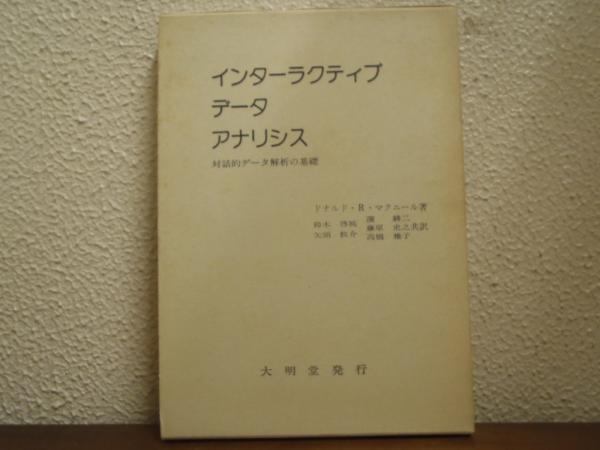 インターラクティブ
データ
アナリシス
対話的データ解析の基礎
ドナルド・R・マクニール著
鈴木 啓祐 蓮 耕二
矢頭 攸介 藤原 忠之共訳
高橋 雅子
大明堂発行